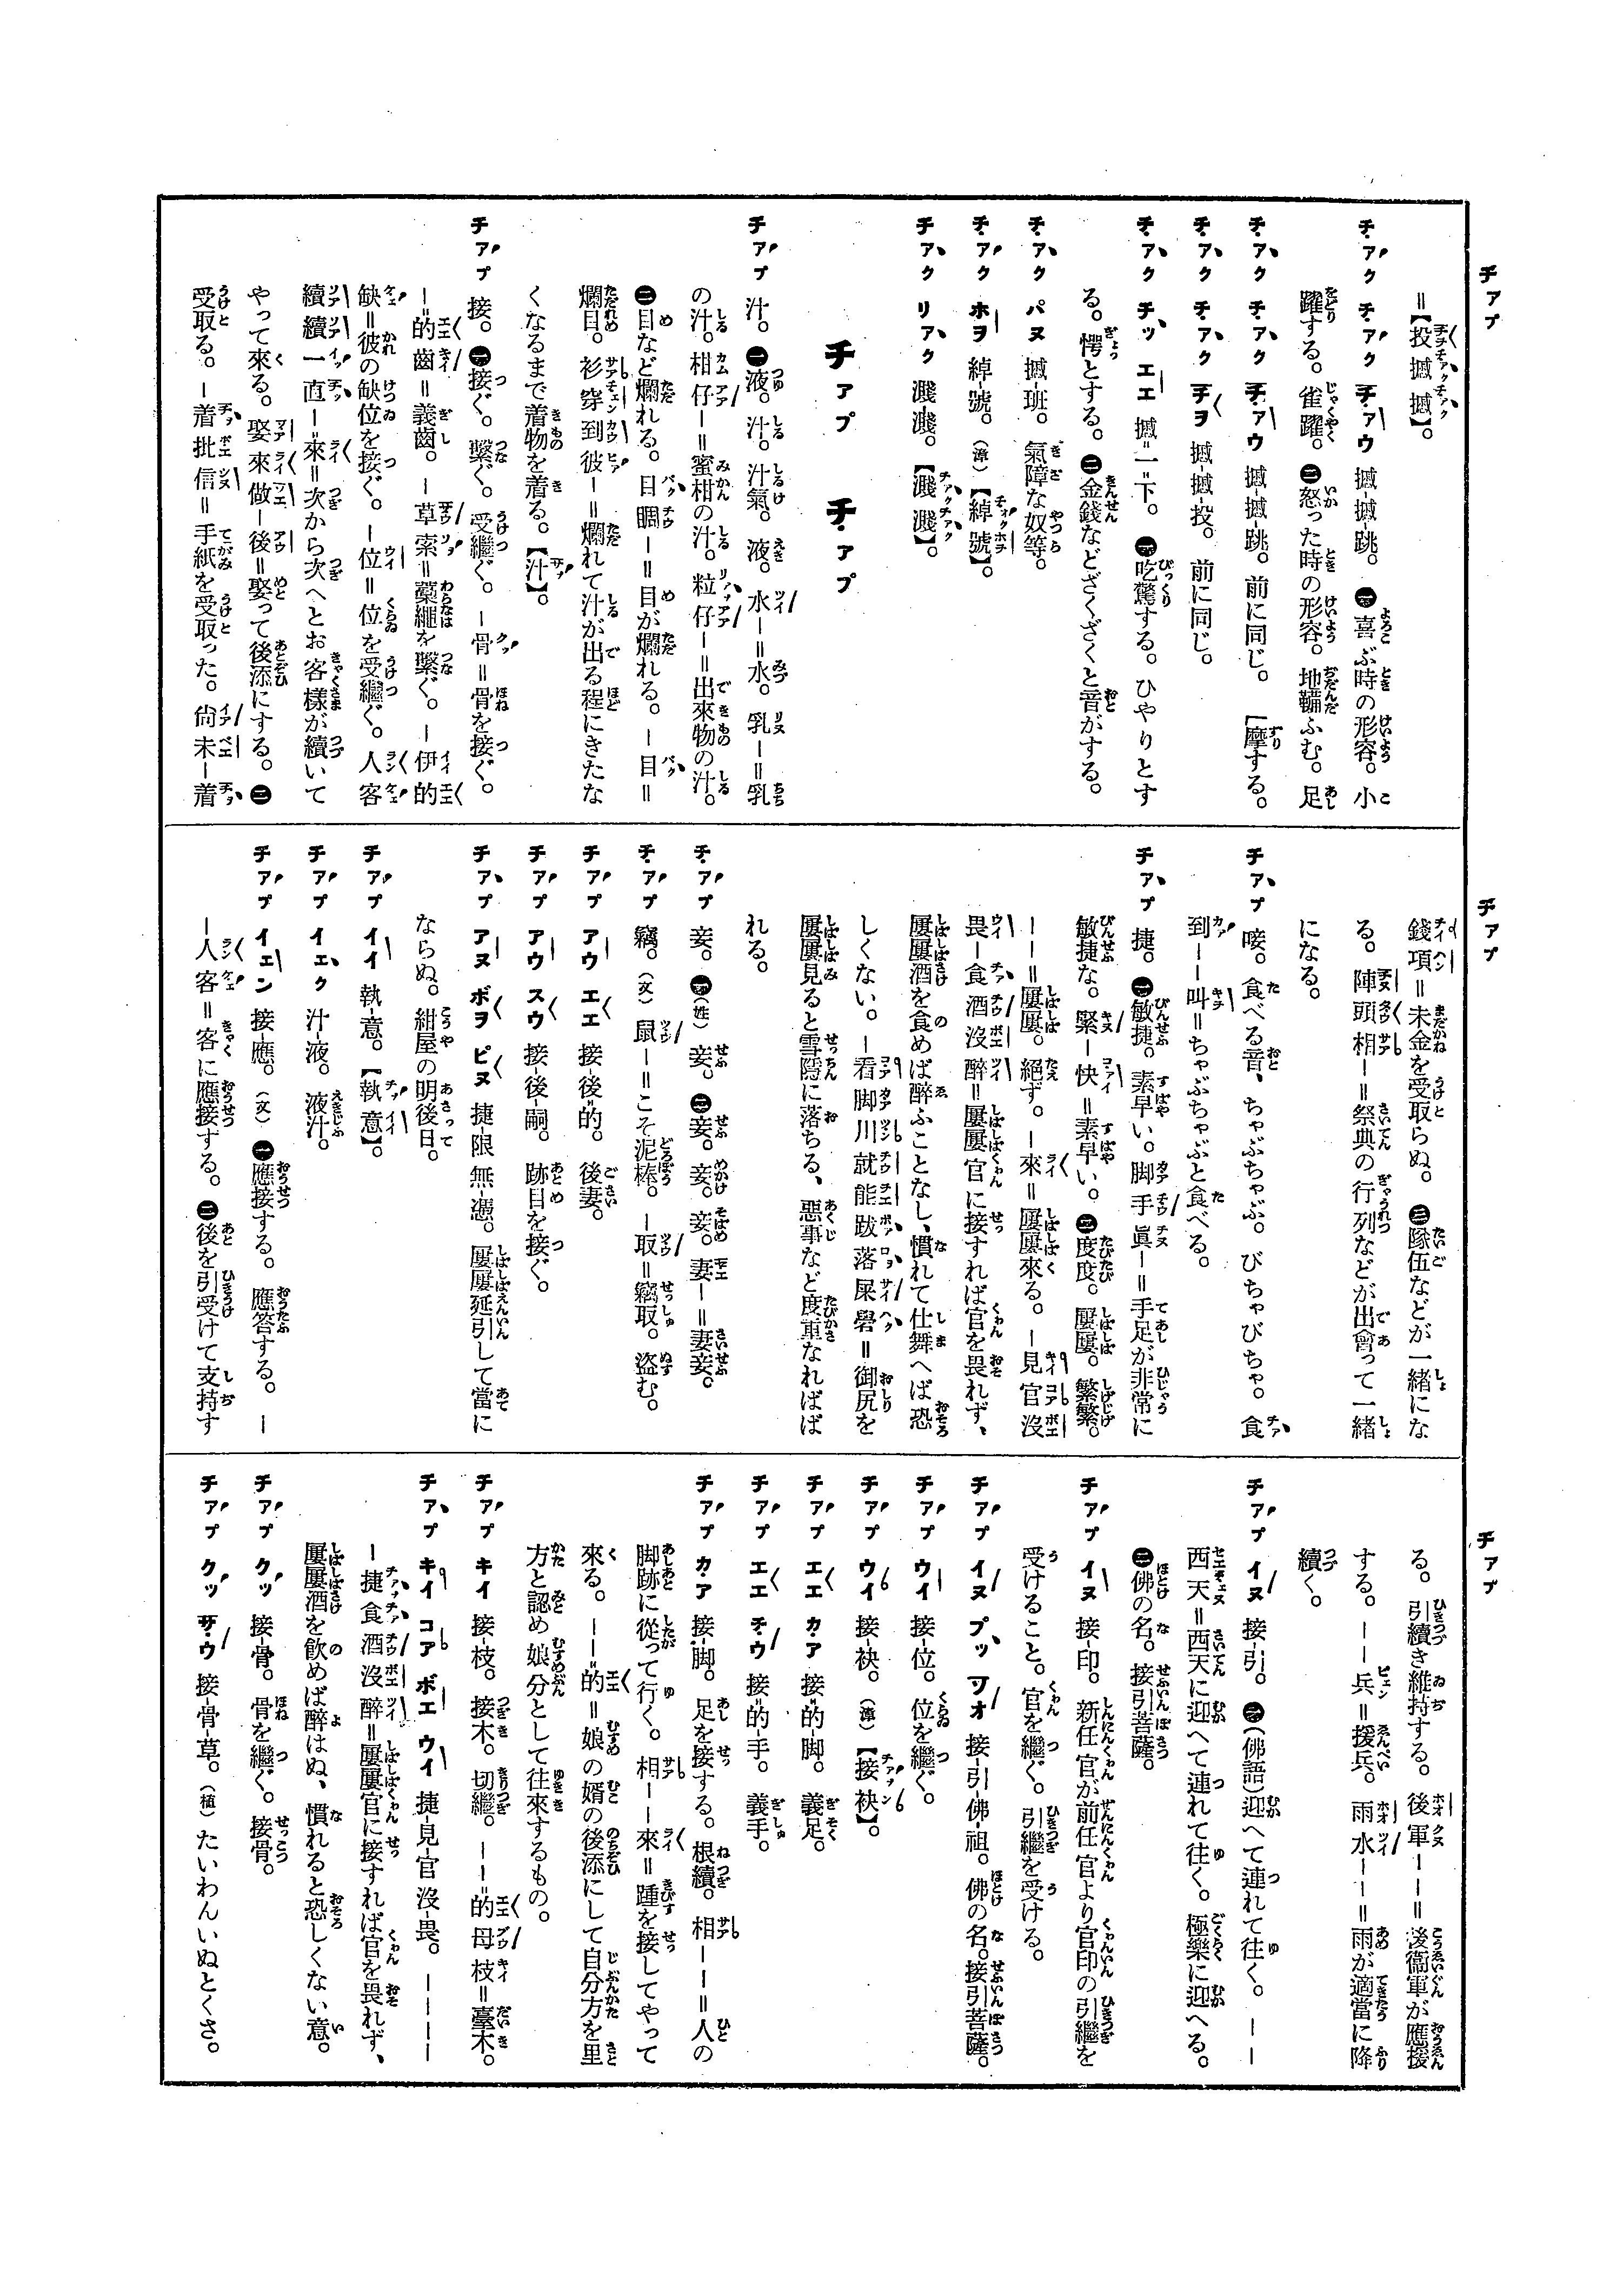 チアプ
チアプ
チアプ
＝【投撼撼】。
チアク チアク チアウ 撼-撼-跳。㊀喜ぶ時の形容。小
躍する。雀躍。㊁怒った時の形容。地鞴ふむ。足
摩する。
チアク チアク チアウ 撼-撼-跳。前に同じ。
チアク チアク チヲ 撼-撼-投。前に同じ。
チアク チッ エエ 撼=一-下。㊀吃驚する。ひやりとす
る。愕とする。㊁金錢などざくざくと音がする。
チアク パヌ 撼-班。氣障な奴等。
チアク ホヲ 綽-號。（漳）【綽號】。
チアク リアク 濺濺。【濺濺】。
チアプ チアプ
チアプ 汁。㊀液。汁。汁氣。液。水ー＝水。乳ー＝乳
の汁。柑仔ー＝蜜柑の汁。粒仔ー＝出來物の汁。
㊁目など爛れる。目睭ー＝目が爛れる。ー目＝
爛目。衫穿到彼ー＝爛れて汁が出る程にきたな
くなるまで着物を着る。【汁】。
チアプ 接。㊀接ぐ。繫ぐ。受繼ぐ。ー骨＝骨を接ぐ。
ー=的齒＝義齒。ー草索＝藁繩を繫ぐ。ー伊的
缺＝彼の缺位を接ぐ。ー位＝位を受繼ぐ。人客
續續一直ー=來＝次から次へとお客樣が續いて
やって來る。娶來做ー後＝娶って後添にする。㊁
受取る。ー着批信＝手紙を受取った。尙未ー着
錢項＝未金を受取らぬ。㊂隊伍などが一緖にな
る。陣頭相ー＝祭典の行列などが出會って一緖
になる。
チアプ 唼。食べる音、ちゃぶちゃぶ。びちゃびちゃ。食
到ーー叫＝ちゃぶちゃぶと食べる。
チアプ 捷。㊀敏捷。素早い。脚手眞ー＝手足が非常に
敏捷な。緊ー快＝素早い。㊁度度。屢屢。繁繁。
ーー＝屢屢。絕ず。ー來＝屢屢來る。ー見官沒
畏ー食酒沒醉＝屢屢官に接すれば官を畏れず、
屢屢酒を食めば醉ふことなし、慣れて仕舞へば恐
しくない。ー看脚川就能跋落屎礐＝御尻を
屢屢見ると雪隱に落ちる、惡事など度重なればば
れる。
チアプ 妾。㊀（姓）妾。㊁妾。妾。妾。妻ー＝妻妾。
チアプ 竊。（文）鼠ー＝こそ泥棒。ー取＝竊取。盜む。
チアプ アウ エエ 接-後-的。後妻。
チアプ アウ スウ 接-後-嗣。跡目を接ぐ。
チアプ アヌ ボヲ ピヌ 捷限無-憑。屢屢延引して當に
ならぬ。紺屋の明後日。
チアプ イイ 執-意。【執意】。
チアプ イエク 汁-液。液汁。
チアプ イエン 接-應。（文）㊀應接する。應答する。ー
ー人客＝客に應接する。㊁後を引受けて支持す
る。引續き維持する。後軍ーー＝後衞軍が應援
する。ーー兵＝援兵。雨水ーー＝雨が適當に降
續く。
チアプ イヌ 接-引。㊀（佛語）迎へて連れて往く。ーー
西天＝西天に迎へて連れて往く。極樂に迎へる。
㊁佛の名。接引菩薩。
チアプ イヌ 接-印。新任官が前任官より官印の引繼を
受けること。官を繼ぐ。引繼を受ける。
チアプ イヌ プッ ツオ 接-引-佛-祖。佛の名。接引菩薩。
チアプ ウイ 接-位。位を繼ぐ。
チアプ ウイ 接-袂。（漳）【接袂】。
チアプ エエ カア 接=的-脚。義足。
チアプ エエ チウ 接=的-手。義手。
チアプ カア 接-脚。足を接する。根續。相ーー＝人の
脚跡に從って行く。相ーー來＝踵を接してやって
來る。ーー=的＝娘の婿の後添にして自分方を里
方と認め娘分として往來するもの。
チアプ キイ 接-枝。接木。切繼。ーー=的母枝＝臺木。
チアプ キイ コア ボエ ウイ 捷-見-官沒-畏。ーーーー
ー捷食酒沒醉＝屢屢官に接すれば官を畏れず、
屢屢酒を飮めば醉はぬ、慣れると恐しくない意。
チアプ クッ 接-骨。骨を繼ぐ。接骨。
チアプ クッ サウ 接-骨-草。（植）たいわんいぬとくさ。